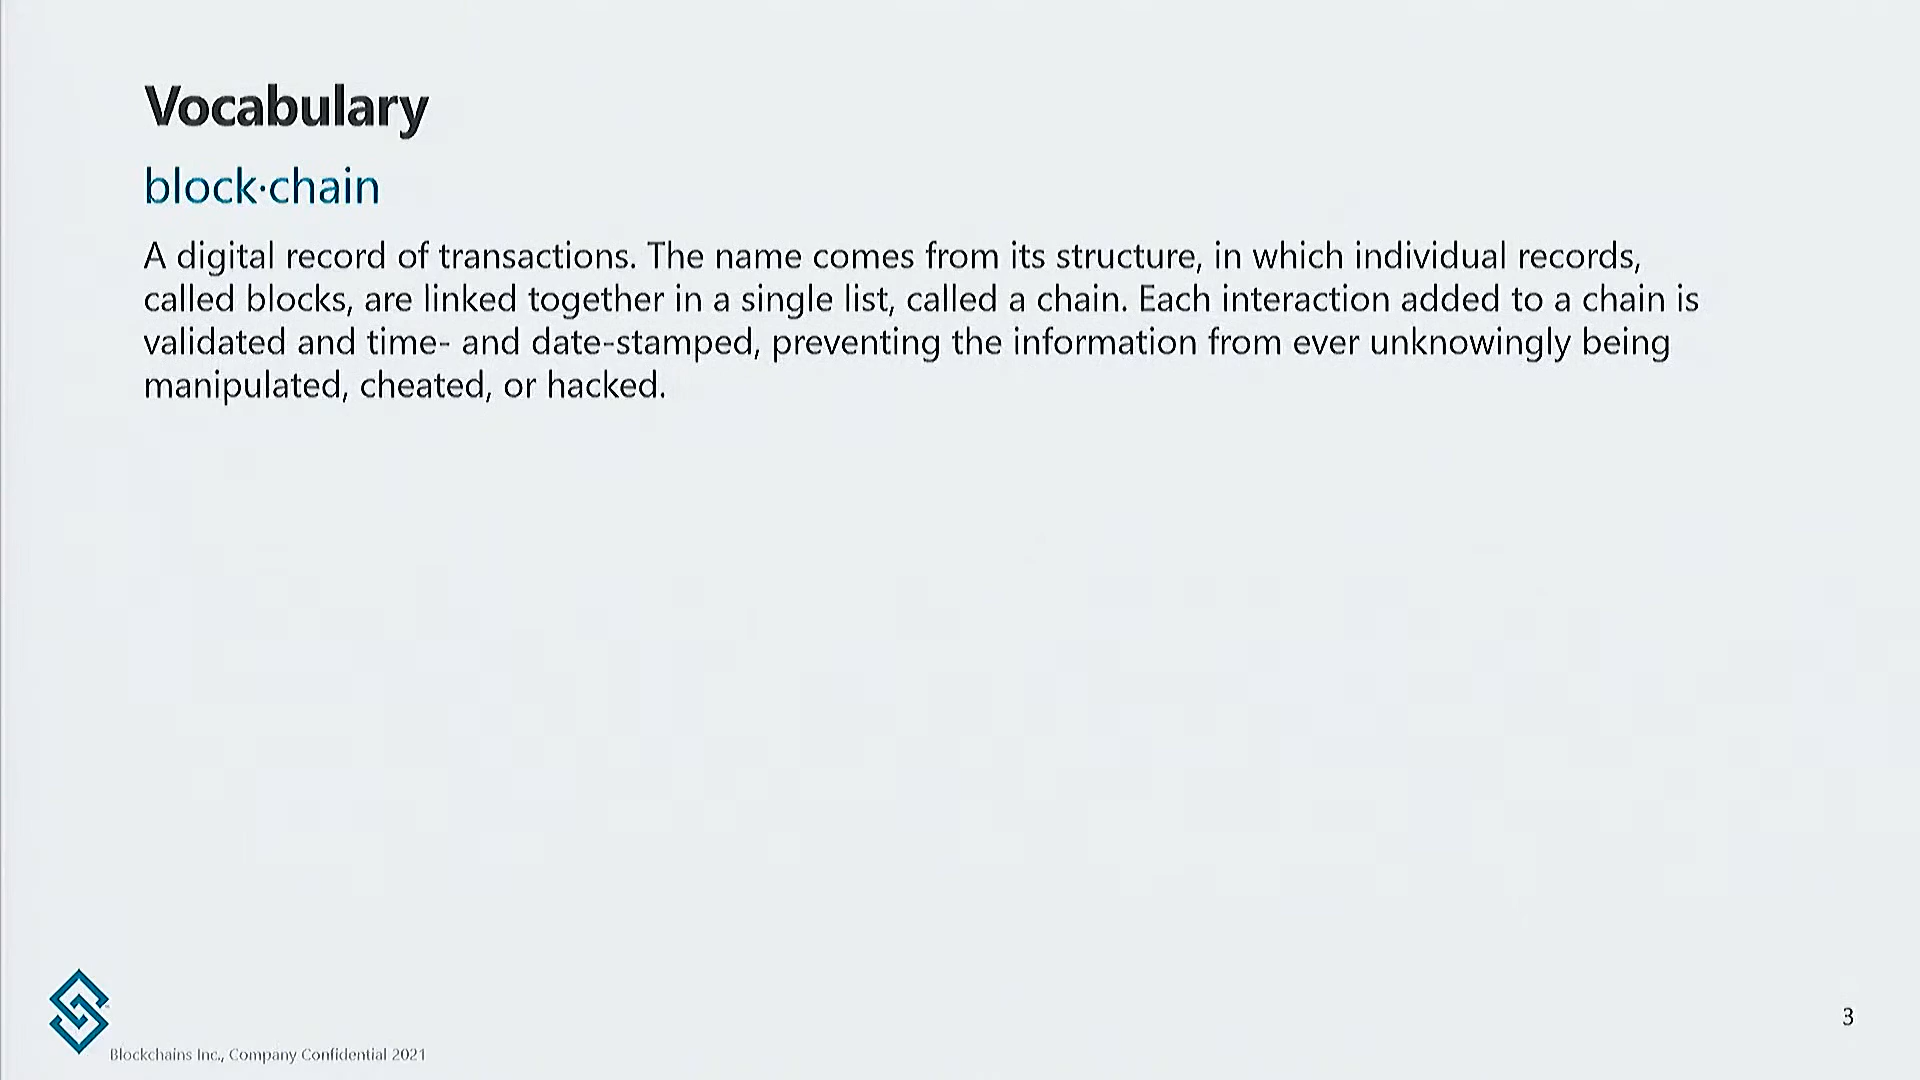 Vocabulary
block·chain
A digital record of transactions. The name comes from its structure, in which individual records,
called blocks, are linked together in a single list, called a chain. Each interaction added to a chain is
validated and time- and date-stamped, preventing the information from ever unknowingly being
manipulated, cheated, or hacked.
3
Blockchains Inc., Company Confidential 2021